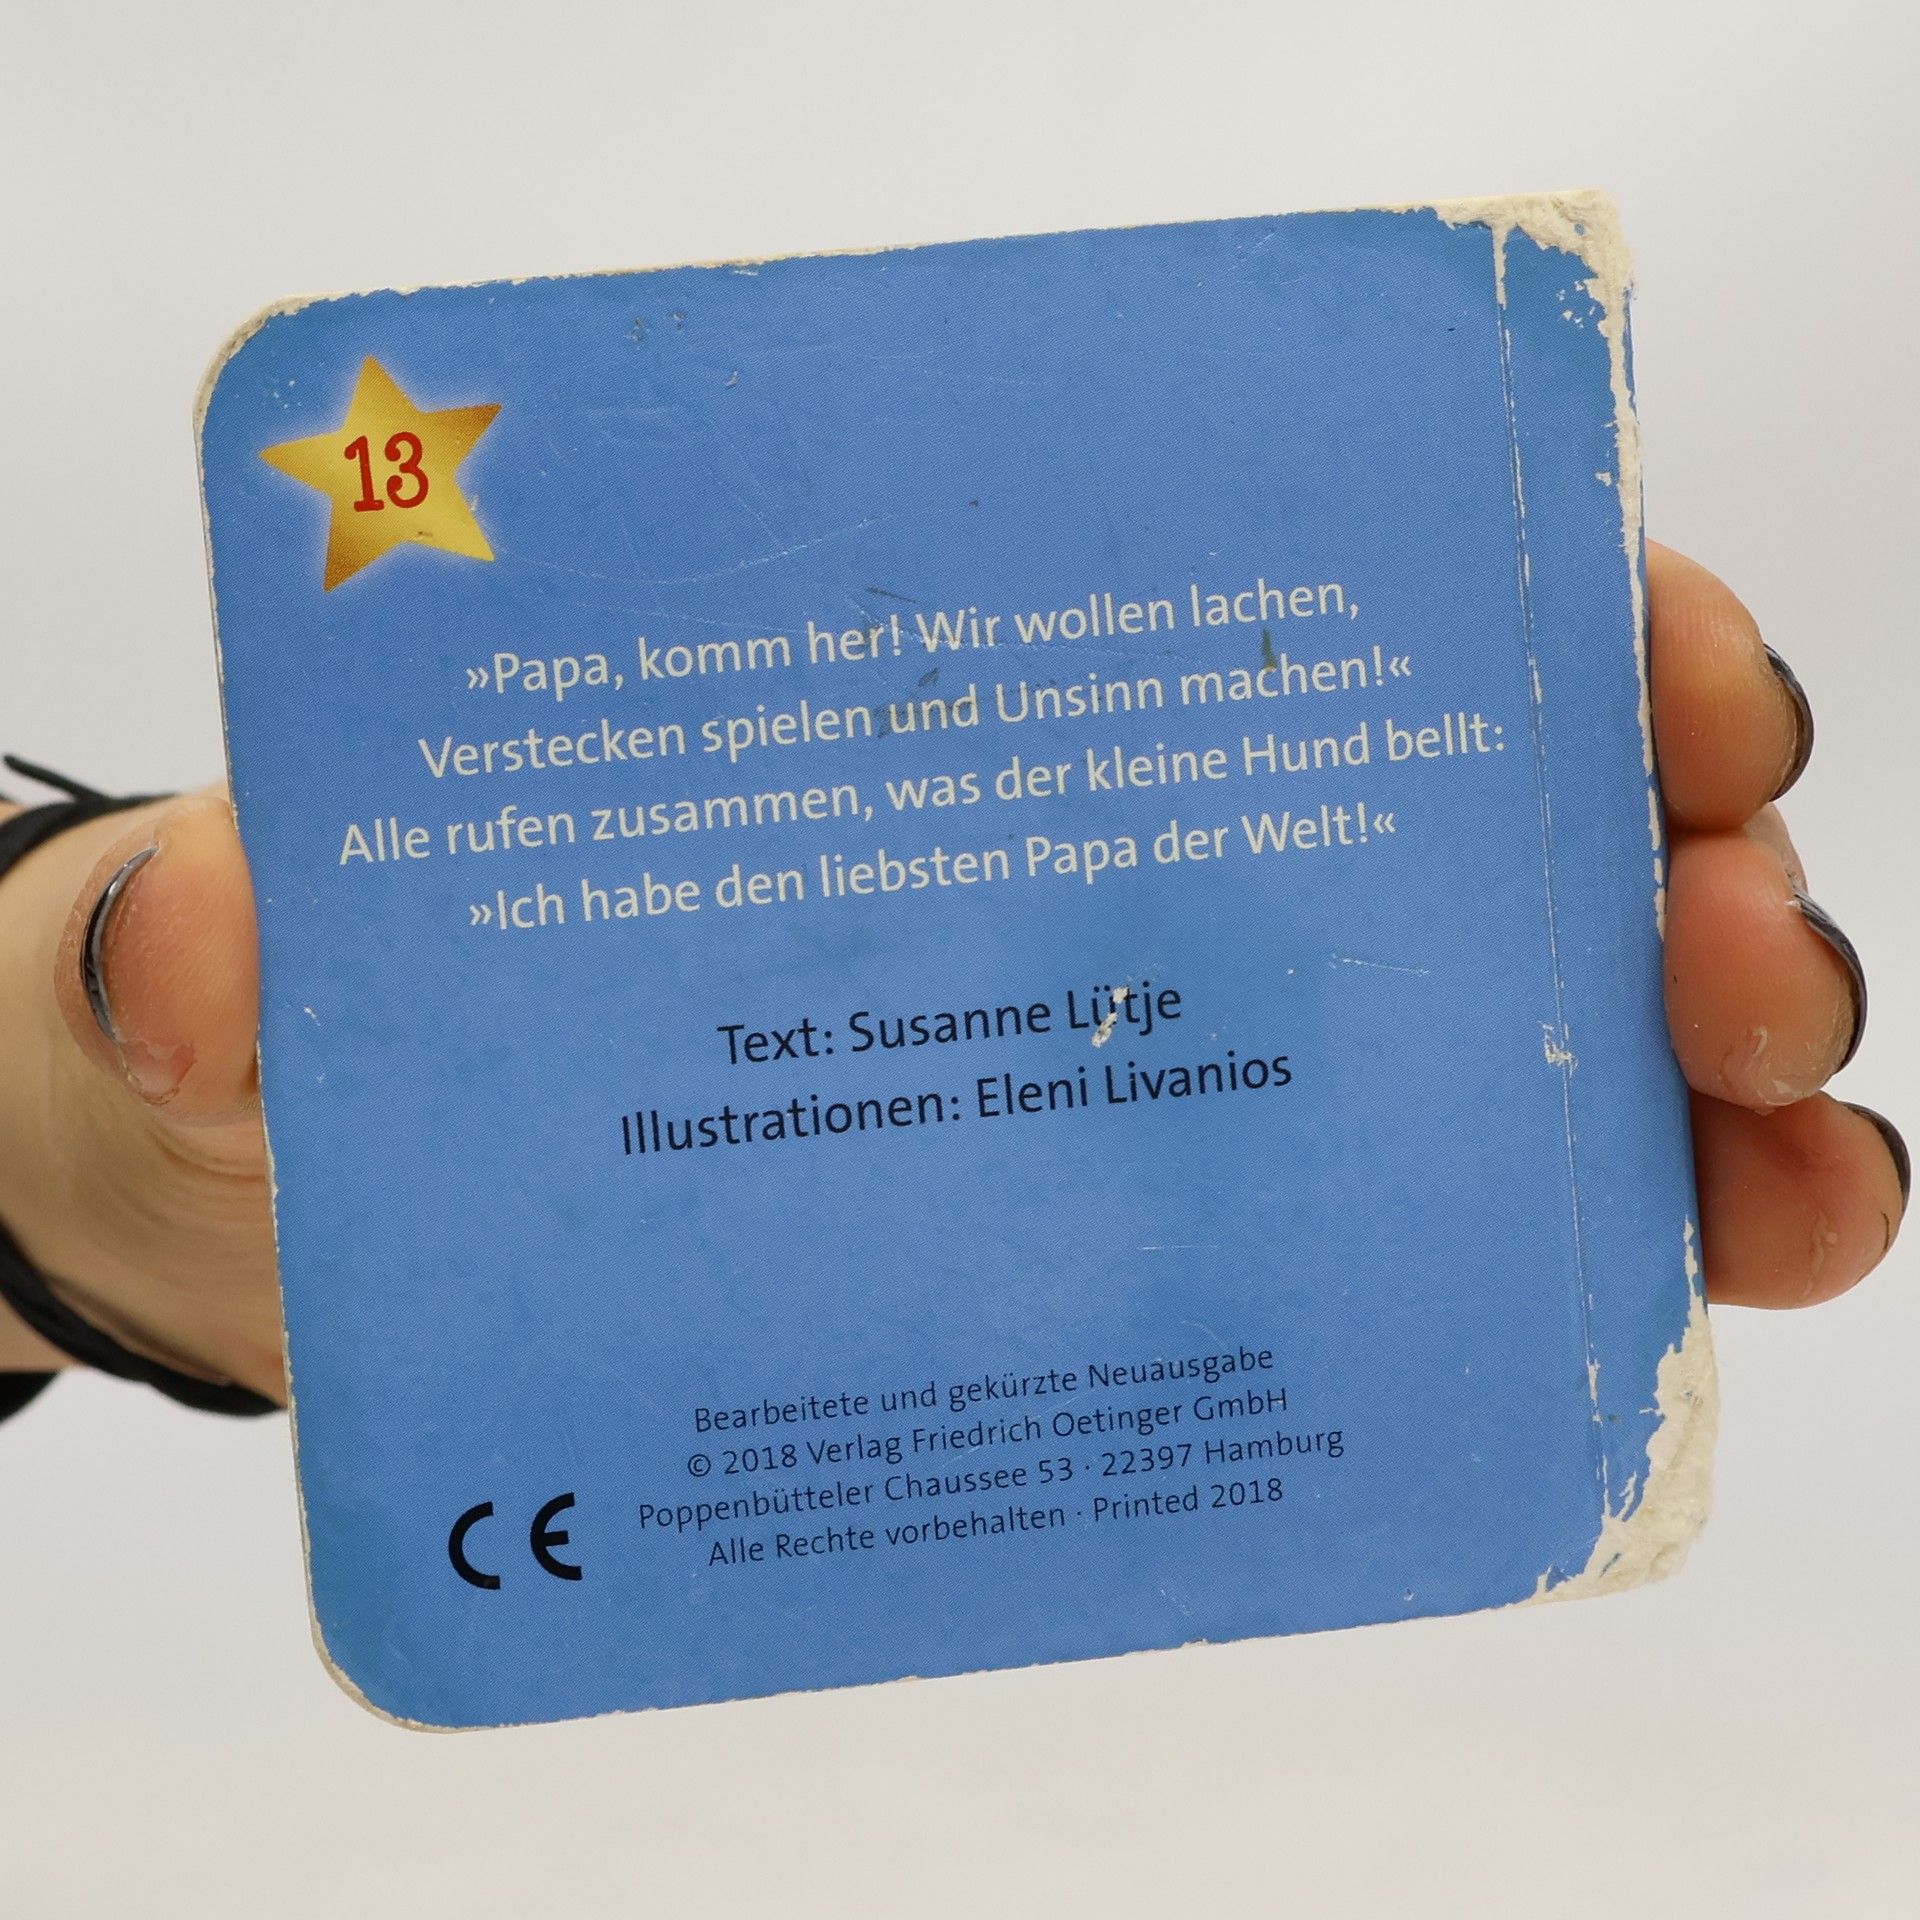 13
»Papa, komm her! Wir wollen lachen,
Verstecken spielen und Unsinn machen!«
Alle rufen zusammen, was der kleine Hund bellt:
»Ich habe den liebsten Papa der Welt!«
Text: Susanne Lütje
Illustrationen: Eleni Livanios
Bearbeitete und gekürzte Neuausgabe
© 2018 Verlag Friedrich Oetinger GmbH
Poppenbütteler Chaussee 53 · 22397 Hamburg
Alle Rechte vorbehalten · Printed 2018
CE